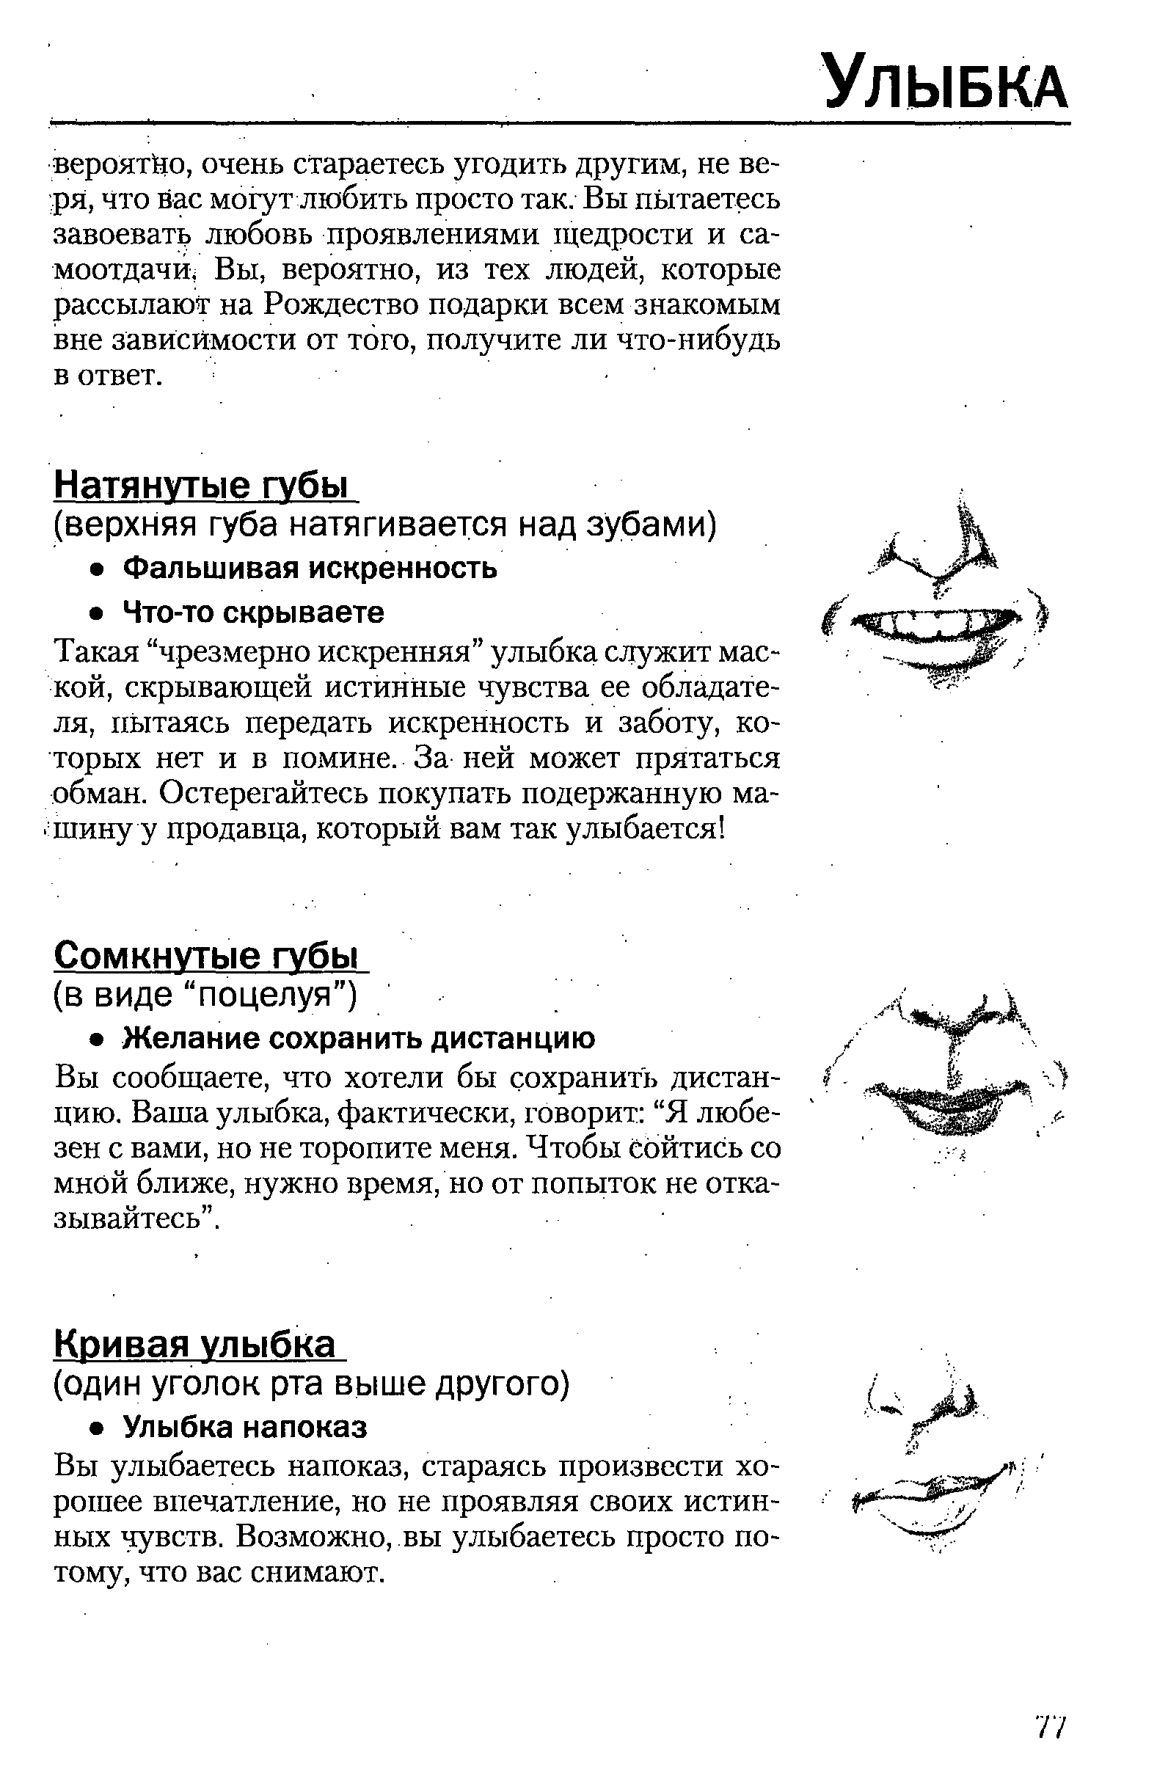 Улыбка
вероятно, очень стараетесь угодить другим, не ве-
ря, что вас могут любить просто так. Вы пытаетесь
завоевать любовь проявлениями щедрости и са-
моотдачи. Вы, вероятно, из тех людей, которые
рассылают на Рождество подарки всем знакомым
вне зависимости от того, получите ли что-нибудь
в ответ.
Натянутые губы
(верхняя губа натягивается над зубами)
• Фальшивая искренность
• Что-то скрываете
Такая “чрезмерно искренняя” улыбка служит мас-
кой, скрывающей истинные чувства ее обладате-
ля, пытаясь передать искренность и заботу, ко-
торых нет и в помине. За ней может прятаться
обман. Остерегайтесь покупать подержанную ма-
шину у продавца, который вам так улыбается!
Сомкнутые губы
(в виде “поцелуя”)
• Желание сохранить дистанцию
Вы сообщаете, что хотели бы сохранить дистан-
цию. Ваша улыбка, фактически, говорит: “Я любе-
зен с вами, но не торопите меня. Чтобы сойтись со
мной ближе, нужно время, но от попыток не отка-
зывайтесь”.
Кривая улыбка
(один уголок рта выше другого)
• Улыбка напоказ
Вы улыбаетесь напоказ, стараясь произвести хо-
рошее впечатление, но не проявляя своих истин-
ных чувств. Возможно, вы улыбаетесь просто по-
тому, что вас снимают.
77